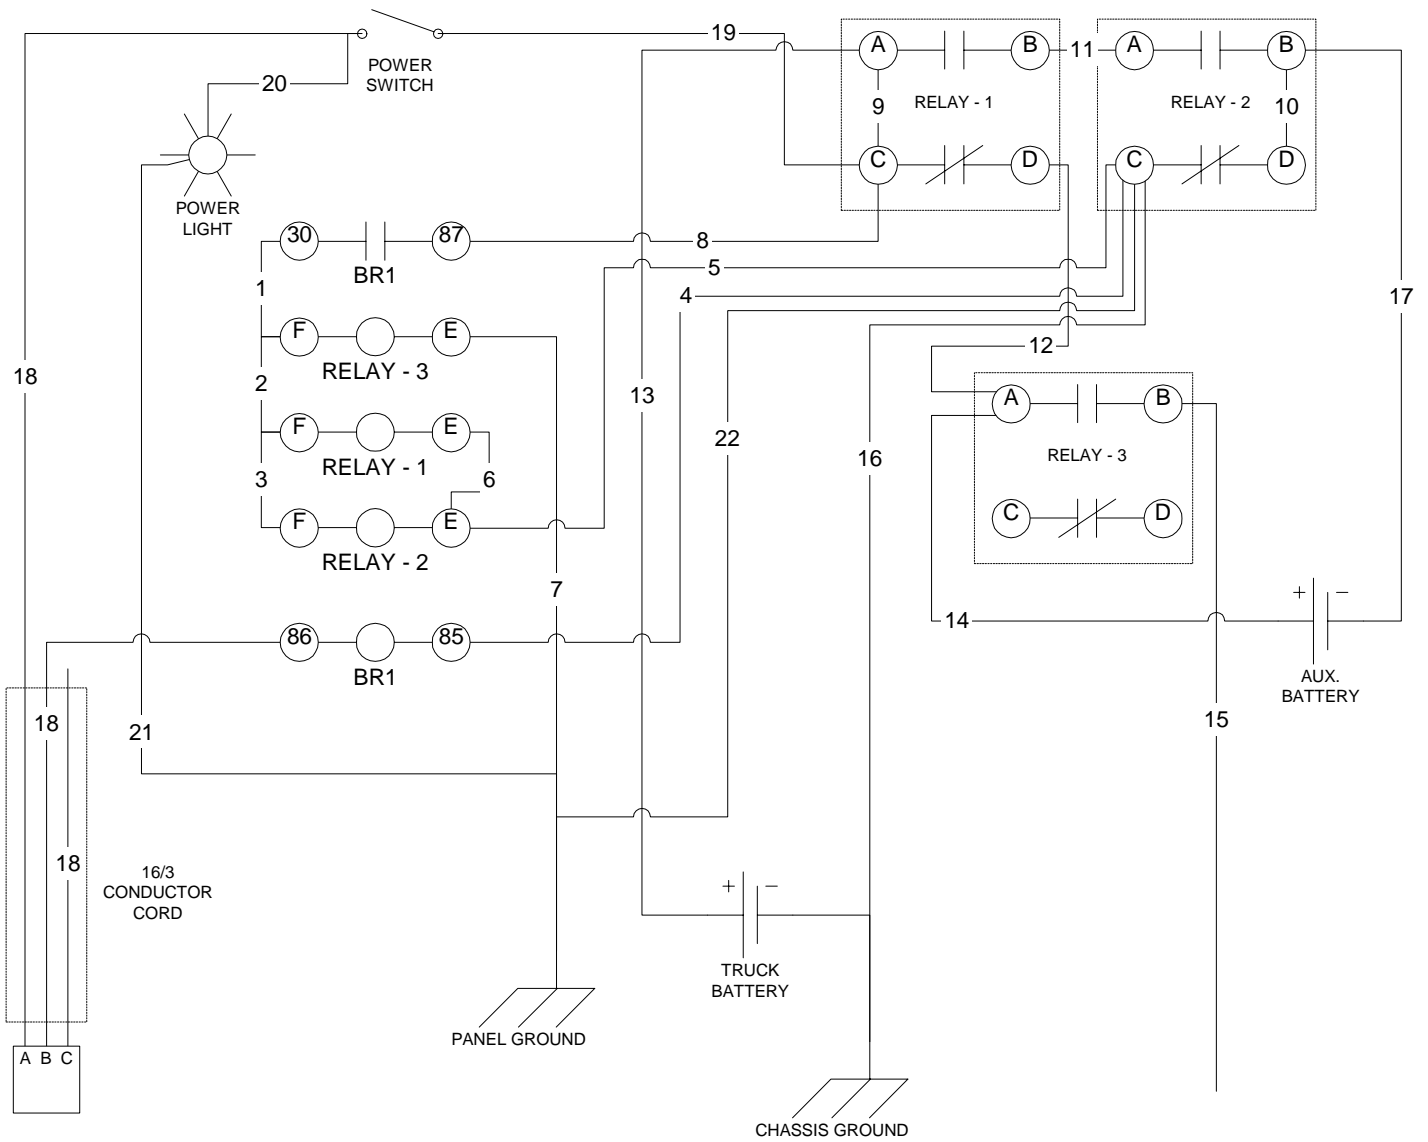 19
A
B
11
A
B
POWER
SWITCH
20
9
RELAY - 1
RELAY - 2
10
C
D
C
D
POWER
LIGHT
30
87
8
BR1
5
1
4
17
F
E
12
RELAY - 3
18
2
13
A
B
F
E
22
RELAY - 3
16
RELAY - 1
3
6
C
D
F
E
RELAY - 2
7
+
−
14
86
85
BR1
AUX.
BATTERY
18
21
15
18
16/3
CONDUCTOR
CORD
+
−
TRUCK
BATTERY
PANEL GROUND
A B C
CHASSIS GROUND